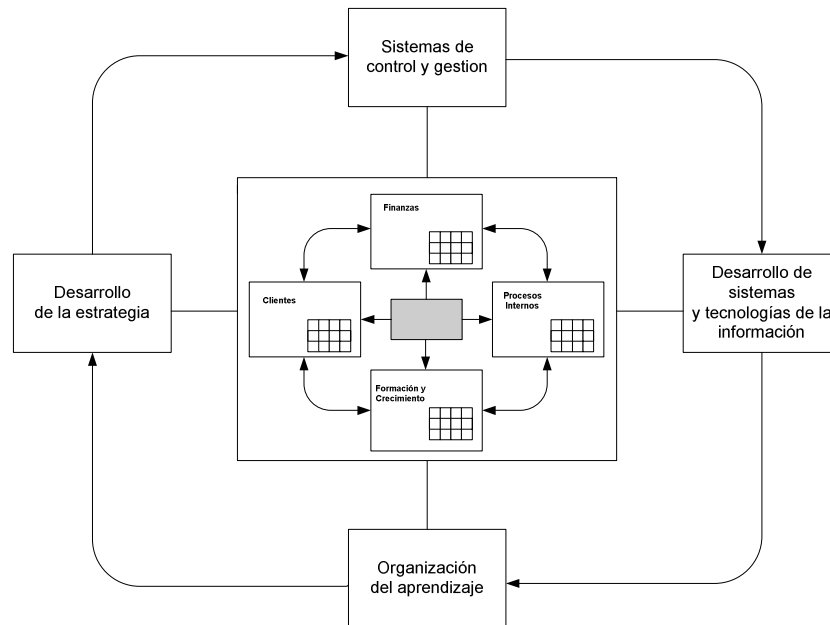 Sistemas de
control y gestion
Finanzas
Desarrollo
de la estrategia
Clientes
Procesos
Internos
Desarrollo de
sistemas
y tecnologías de la
información
Formación y
Crecimiento
Organización
del aprendizaje